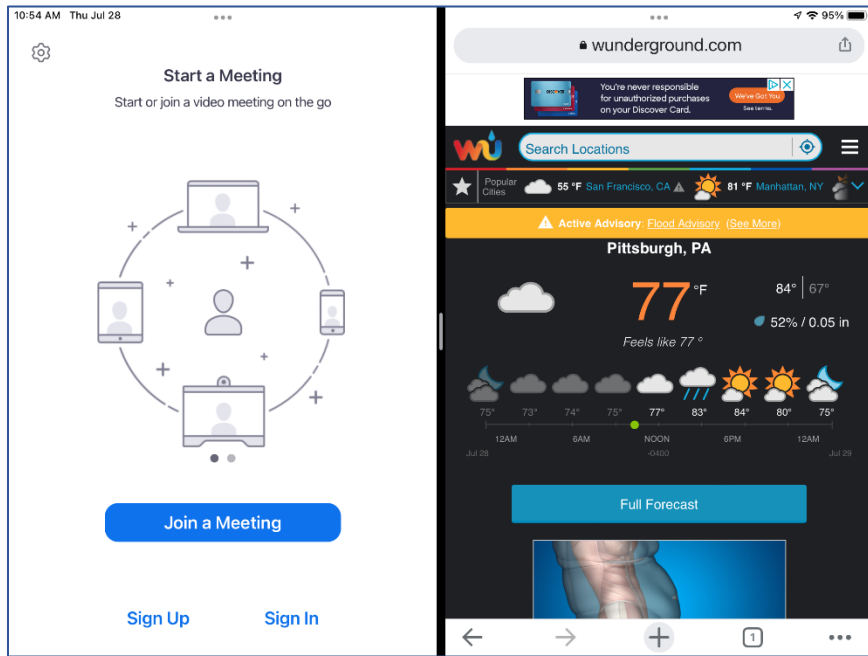 10:54 AM Thu Jul 28
Start a Meeting
Start or join a video meeting on the go
Join a Meeting
Sign Up Sign In
95%
wunderground.com
DISCOVER
You're never responsible
for unauthorized purchases
on your Discover Card.
We've Got You
See terms.
WU
Search Locations
Popular
Cities
55 °F San Francisco, CA
81 °F Manhattan, NY
Active Advisory: Flood Advisory (See More)
Pittsburgh, PA
77 °F
84° | 67°
52% / 0.05 in
Feels like 77 °
75° 73° 74° 75° 77° 83° 84° 80° 75°
12AM 6AM NOON 6PM 12AM
Jul 28 -0400 Jul 29
Full Forecast
1